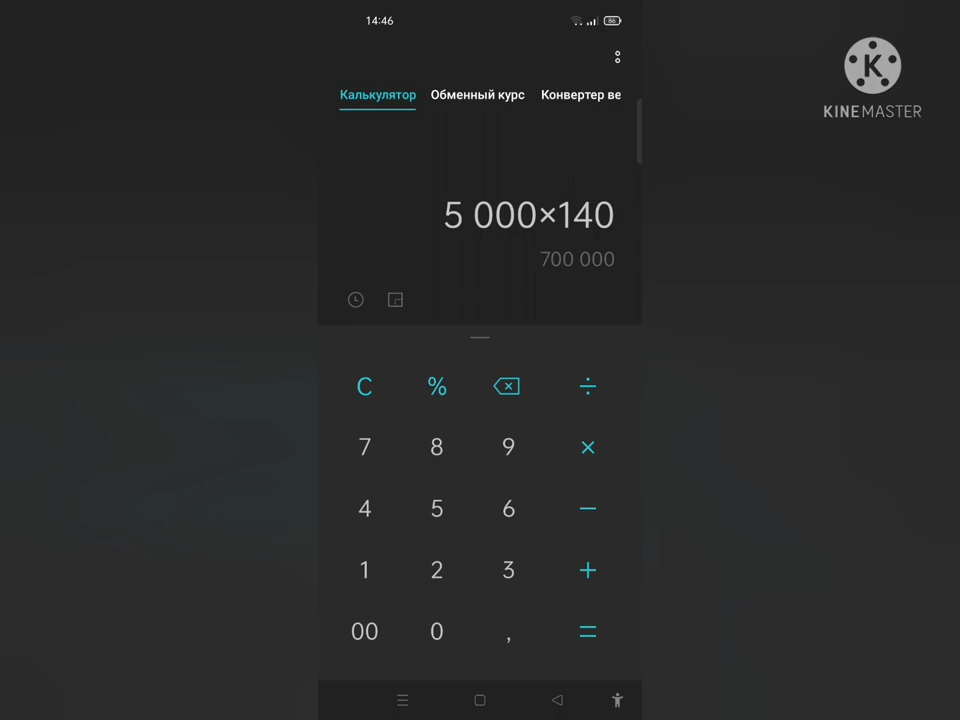 14:46
86
K
KINEMASTER
Калькулятор Обменный курс Конвертер ве
5 000×140
700 000
C % ÷
7 8 9 ×
4 5 6 −
1 2 3 +
00 0 , =